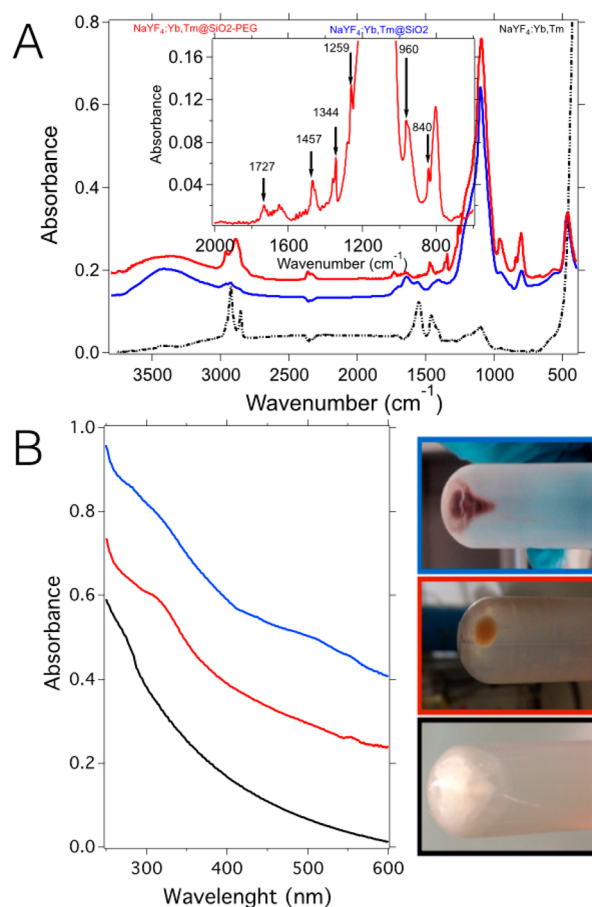 A
NaYF4:Yb,Tm@SiO2-PEG NaYF4:Yb,Tm@SiO2 NaYF4:Yb,Tm
0.8
0.6
0.4
0.2
0.0
Absorbance
3500 3000 2500 2000 1500 1000 500
Wavenumber (cm-1)
0.16
0.12
0.08
0.04
Absorbance
1259
960
1344
1457
840
1727
2000 1600 1200 800
Wavenumber (cm-1)
B
1.0
0.8
0.6
0.4
0.2
0.0
Absorbance
300 400 500 600
Wavelenght (nm)